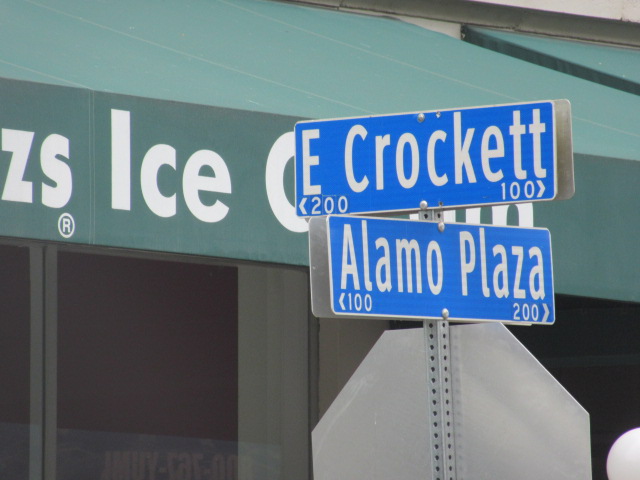 zs Ice C
®
E Crockett
<200 100>
Alamo Plaza
<100 200>